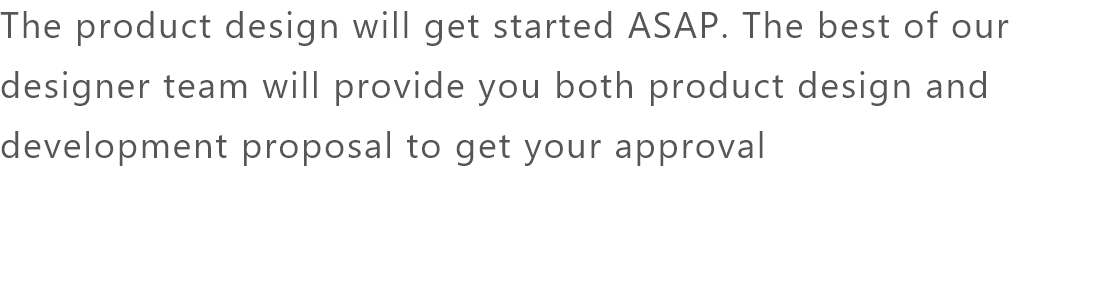 The product design will get started ASAP. The best of our
designer team will provide you both product design and
development proposal to get your approval